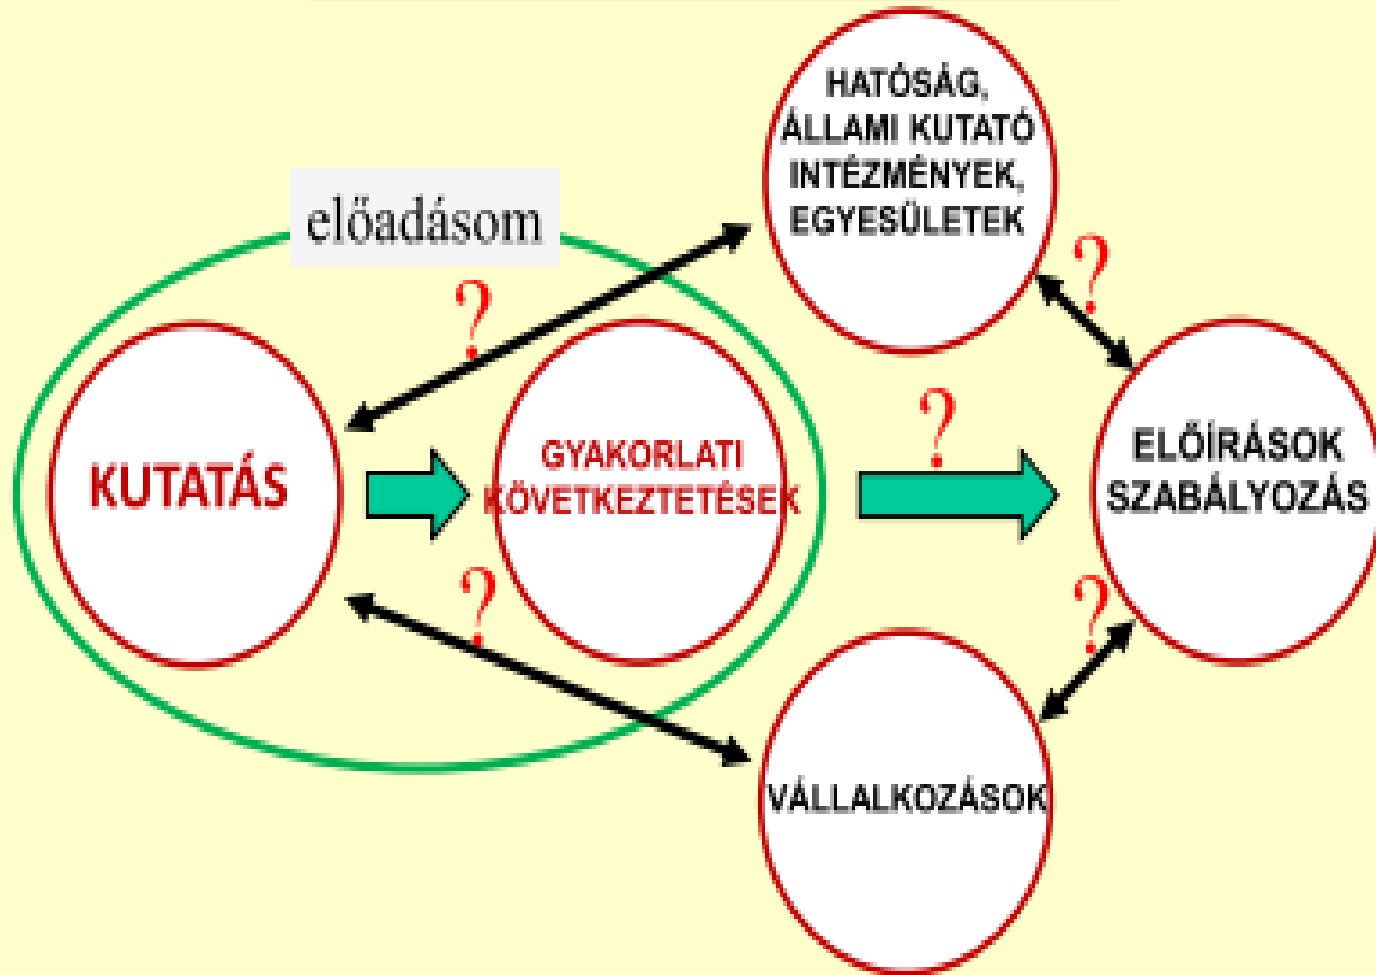 HATÓSÁG,
ÁLLAMI KUTATÓ
INTÉZMÉNYEK,
EGYESÜLETEK
előadásom
?
?
?
KUTATÁS
GYAKORLATI
KÖVETKEZTETÉSEK
ELŐÍRÁSOK
SZABÁLYOZÁS
?
?
VÁLLALKOZÁSOK